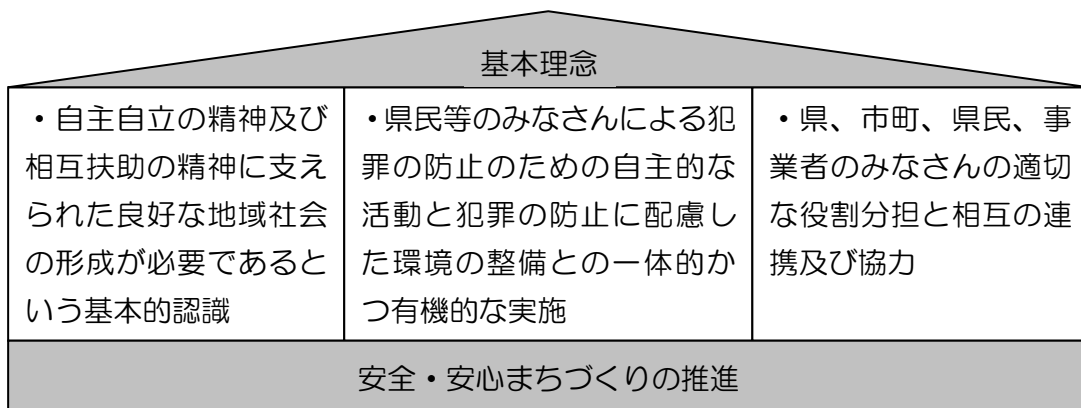 基本理念
・自主自立の精神及び
相互扶助の精神に支え
られた良好な地域社会
の形成が必要であると
いう基本的認識
・県民等のみなさんによる犯
罪の防止のための自主的な
活動と犯罪の防止に配慮し
た環境の整備との一体的か
つ有機的な実施
・県、市町、県民、事
業者のみなさんの適切
な役割分担と相互の連
携及び協力
安全・安心まちづくりの推進